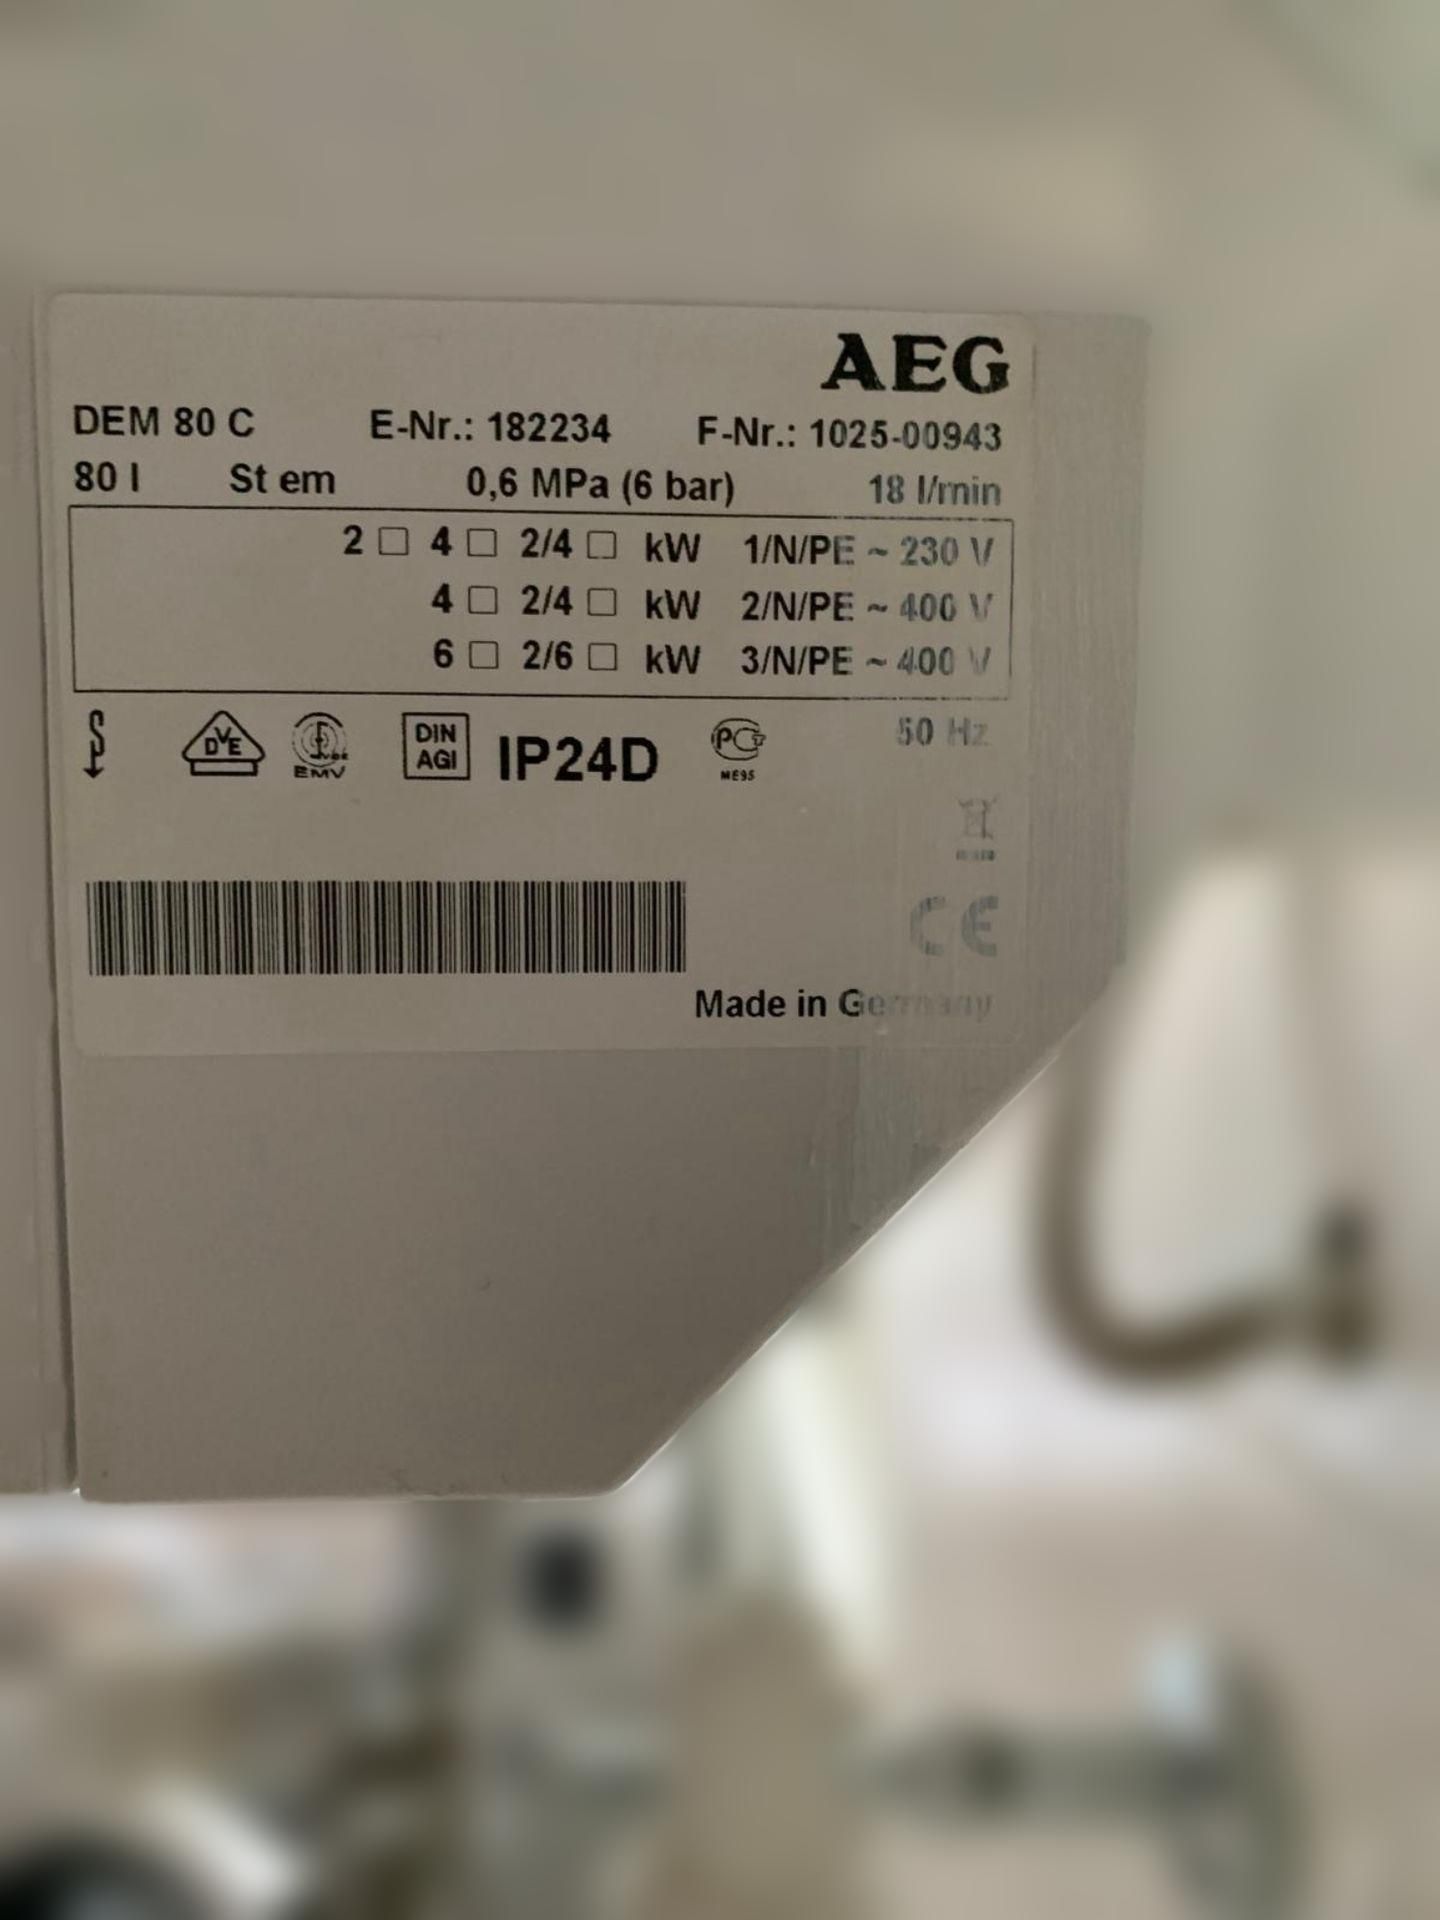 AEG
DEM 80 C E-Nr.: 182234 F-Nr.: 1025-00943
80 l St em 0,6 MPa (6 bar) 18 l/min
2 □ 4 □ 2/4 □ kW 1/N/PE ~ 230 V
4 □ 2/4 □ kW 2/N/PE ~ 400 V
6 □ 2/6 □ kW 3/N/PE ~ 400 V
DVE EMV DIN AGI IP24D PCT ME95 50 Hz
CE
Made in Germany